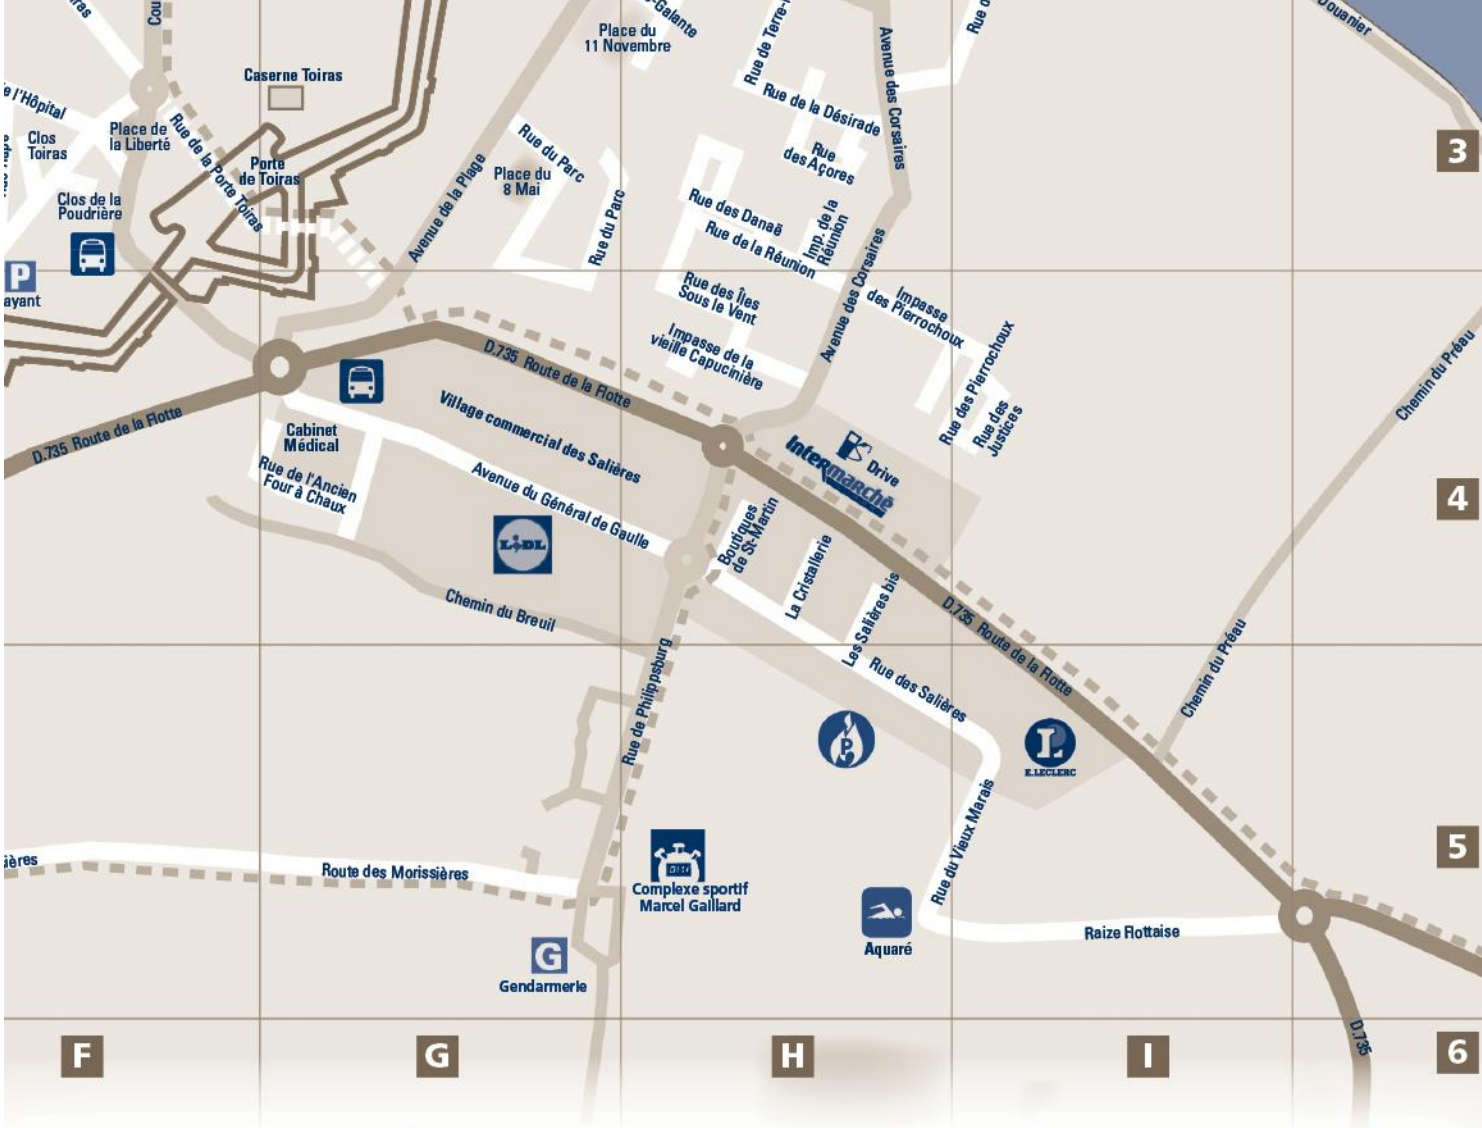 Douanier
Place du
11 Novembre
Caserne Toiras
Avenue des Corsaires
Rue de la Désirade
e l'Hôpital
Clos
Toiras
Place de
la Liberté
Rue de la Porte Toiras
Porte
de Toiras
Rue du Parc
Place du
8 Mai
Rue du Parc
Avenue de la Plage
Rue
des Açores
3
Clos de la
Poudrière
P
ayant
Rue des Danaë
Rue de la Réunion
Imp. de la
Réunion
Avenue des Corsaires
Rue des Îles
Sous le Vent
Impasse
des Pierrochoux
Impasse de la
vieille Capucinière
Rue des Pierrochoux
Rue des
Justices
Chemin du Préau
D.735 Route de la Flotte
D.735 Route de la Flotte
Village commercial des Salières
Cabinet
Médical
Rue de l'Ancien
Four à Chaux
Avenue du Général de Gaulle
LiDL
Intermarché
Drive
4
Boutiques
de St-Martin
La Cristallerie
Les Salières bis
Chemin du Breuil
D.735 Route de la Flotte
Rue de Philippsburg
Rue des Salières
Chemin du Préau
P
L
E.LECLERC
Rue du Vieux Marais
5
ières
Route des Morissières
Complexe sportif
Marcel Gaillard
Aquaré
Raize Flottaise
G
Gendarmerie
D.735
F
G
H
I
6